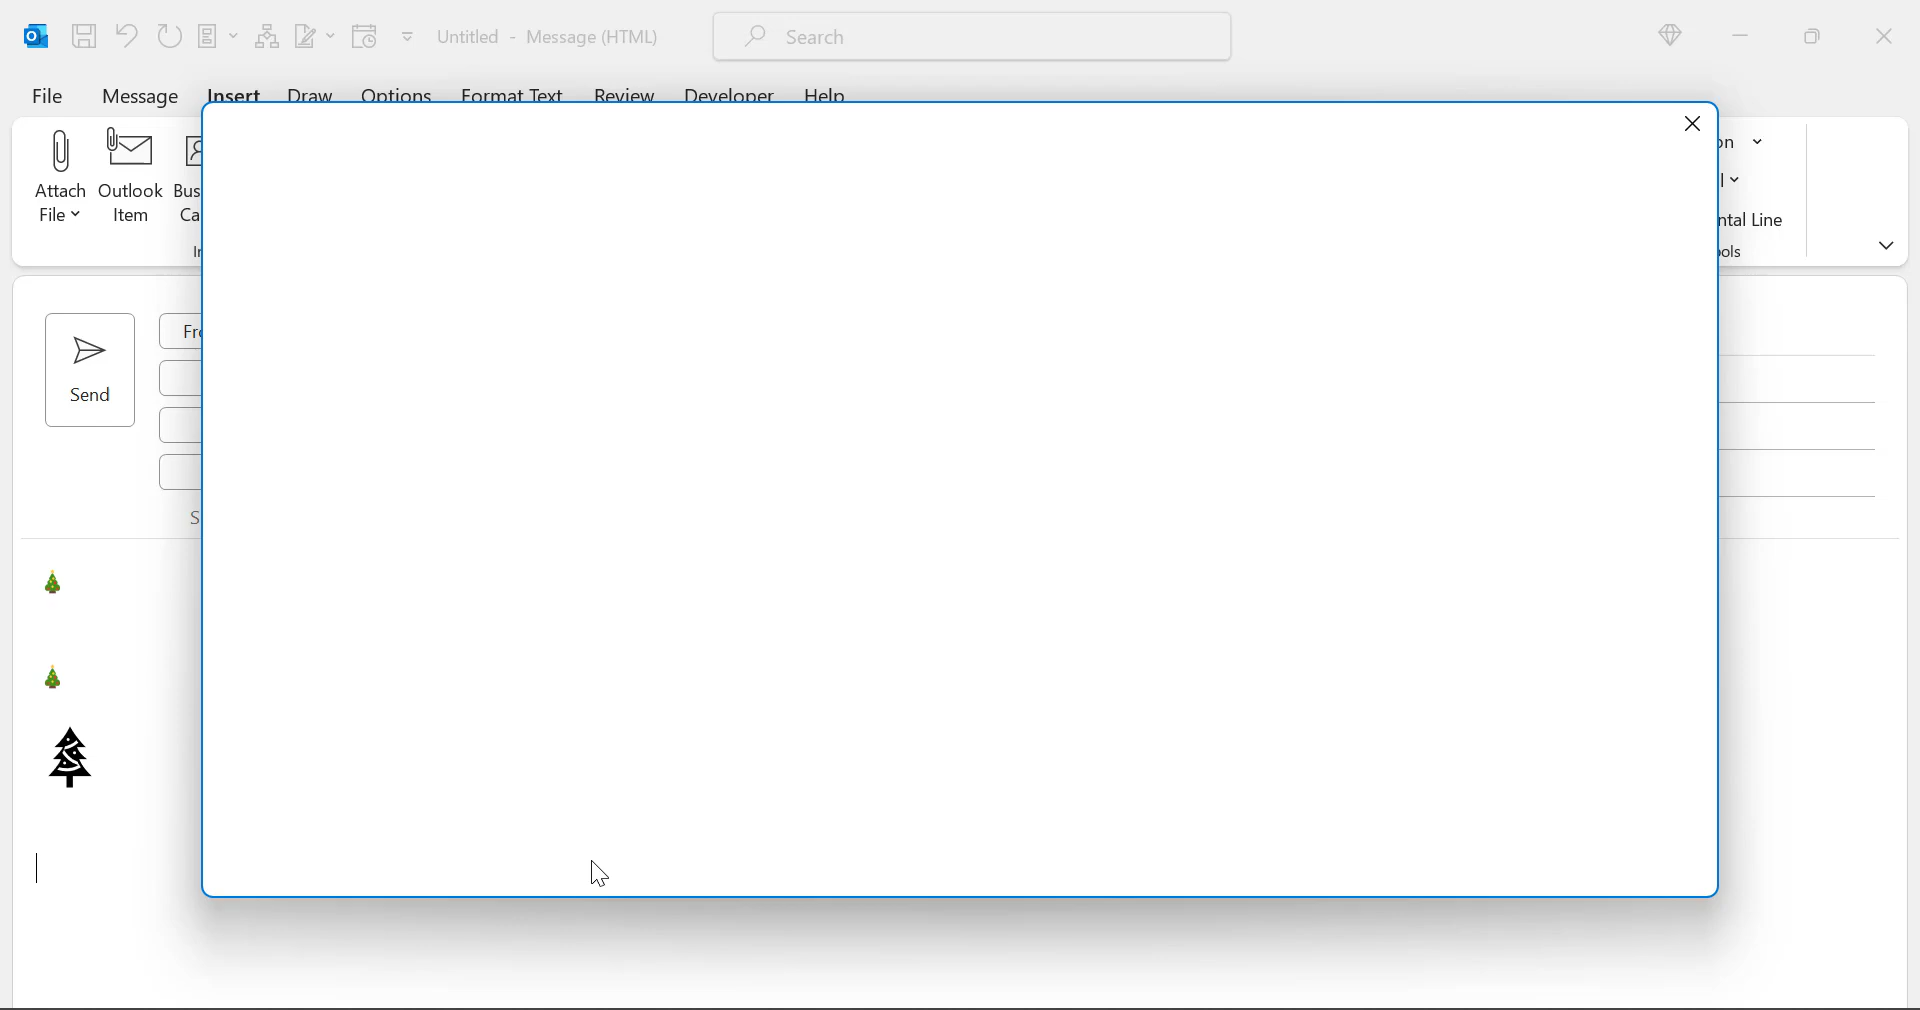 Untitled - Message (HTML)
Search
File Message Insert Draw Options Format Text Review Developer Help
Attach File
Outlook Item
Send